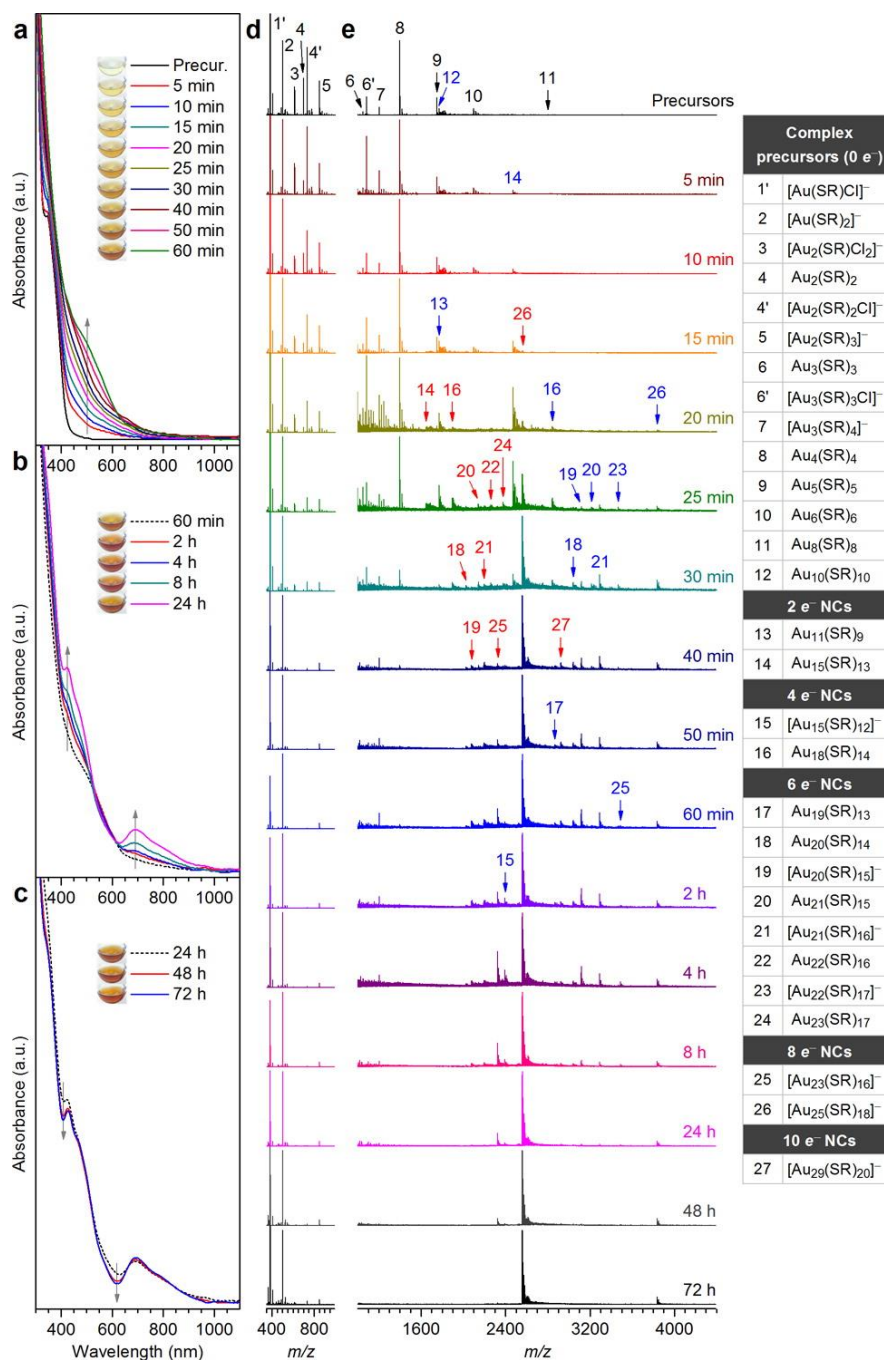 a
Absorbance (a.u.)
Precur.
5 min
10 min
15 min
20 min
25 min
30 min
40 min
50 min
60 min
400 600 800 1000
b
Absorbance (a.u.)
60 min
2 h
4 h
8 h
24 h
400 600 800 1000
c
Absorbance (a.u.)
24 h
48 h
72 h
400 600 800 1000
Wavelength (nm)
d
1'
2
3
4
4'
5
400 800
m/z
e
6
6'
7
8
9
12
10
11
Precursors
14
5 min
10 min
13
26
15 min
14
16
16
26
20 min
20
22
24
19
20
23
25 min
18
21
18
21
30 min
19
25
27
40 min
17
50 min
25
60 min
15
2 h
4 h
8 h
24 h
48 h
72 h
1600 2400 3200 4000
m/z
Complex
precursors (0 e⁻)
1' [Au(SR)Cl]⁻
2 [Au(SR)₂]⁻
3 [Au₂(SR)Cl₂]⁻
4 Au₂(SR)₂
4' [Au₂(SR)₂Cl]⁻
5 [Au₂(SR)₃]⁻
6 Au₃(SR)₃
6' [Au₃(SR)₃Cl]⁻
7 [Au₃(SR)₄]⁻
8 Au₄(SR)₄
9 Au₅(SR)₅
10 Au₆(SR)₆
11 Au₈(SR)₈
12 Au₁₀(SR)₁₀
2 e⁻ NCs
13 Au₁₁(SR)₉
14 Au₁₅(SR)₁₃
4 e⁻ NCs
15 [Au₁₅(SR)₁₂]⁻
16 Au₁₈(SR)₁₄
6 e⁻ NCs
17 Au₁₉(SR)₁₃
18 Au₂₀(SR)₁₄
19 [Au₂₀(SR)₁₅]⁻
20 Au₂₁(SR)₁₅
21 [Au₂₁(SR)₁₆]⁻
22 Au₂₂(SR)₁₆
23 [Au₂₂(SR)₁₇]⁻
24 Au₂₃(SR)₁₇
8 e⁻ NCs
25 [Au₂₃(SR)₁₆]⁻
26 [Au₂₅(SR)₁₈]⁻
10 e⁻ NCs
27 [Au₂₉(SR)₂₀]⁻